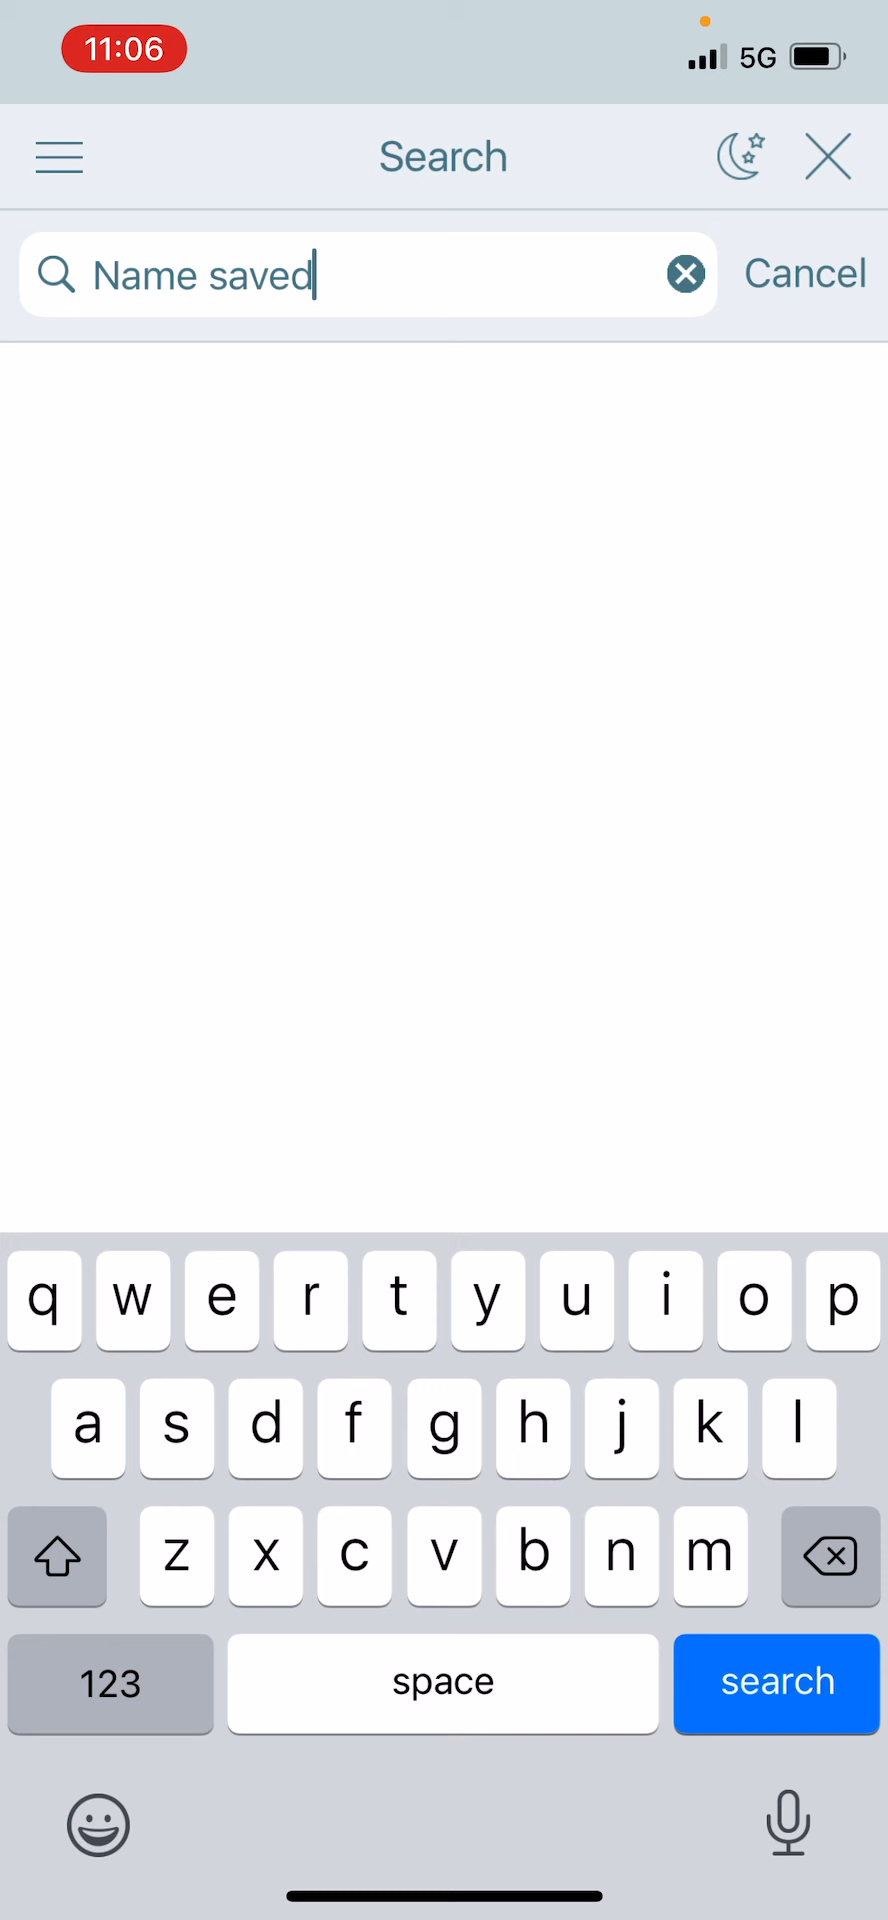 11:06 5G
Search
Name saved Cancel
q w e r t y u i o p
a s d f g h j k l
z x c v b n m
123 space search